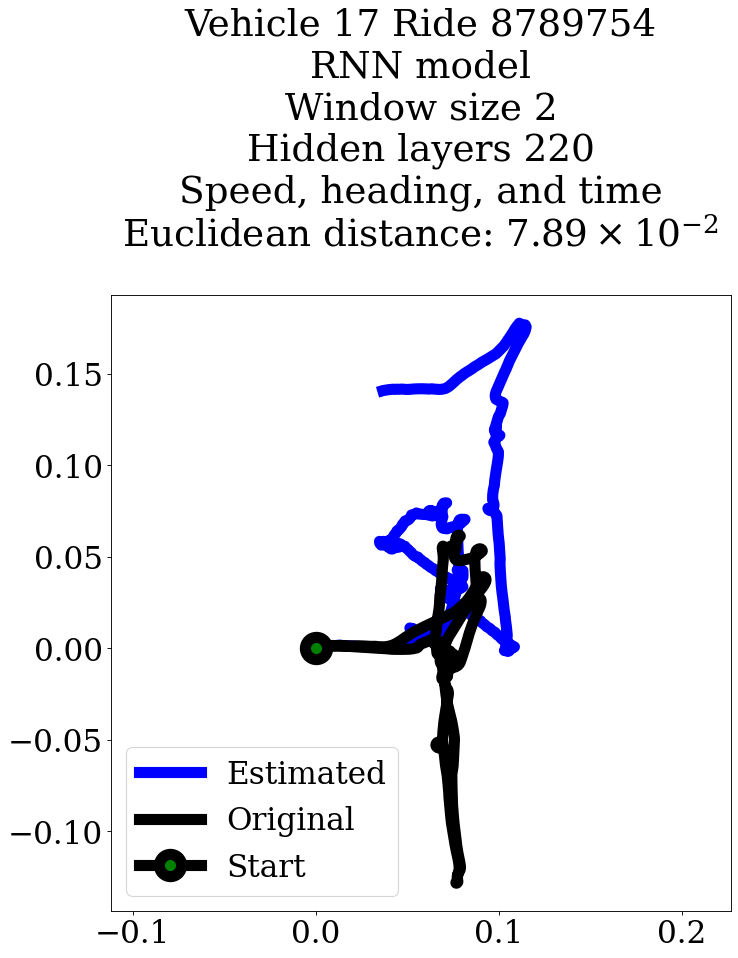 Vehicle 17 Ride 8789754
RNN model
Window size 2
Hidden layers 220
Speed, heading, and time
Euclidean distance: 7.89 × 10⁻²
0.15
0.10
0.05
0.00
−0.05
−0.10
Estimated
Original
Start
−0.1
0.0
0.1
0.2